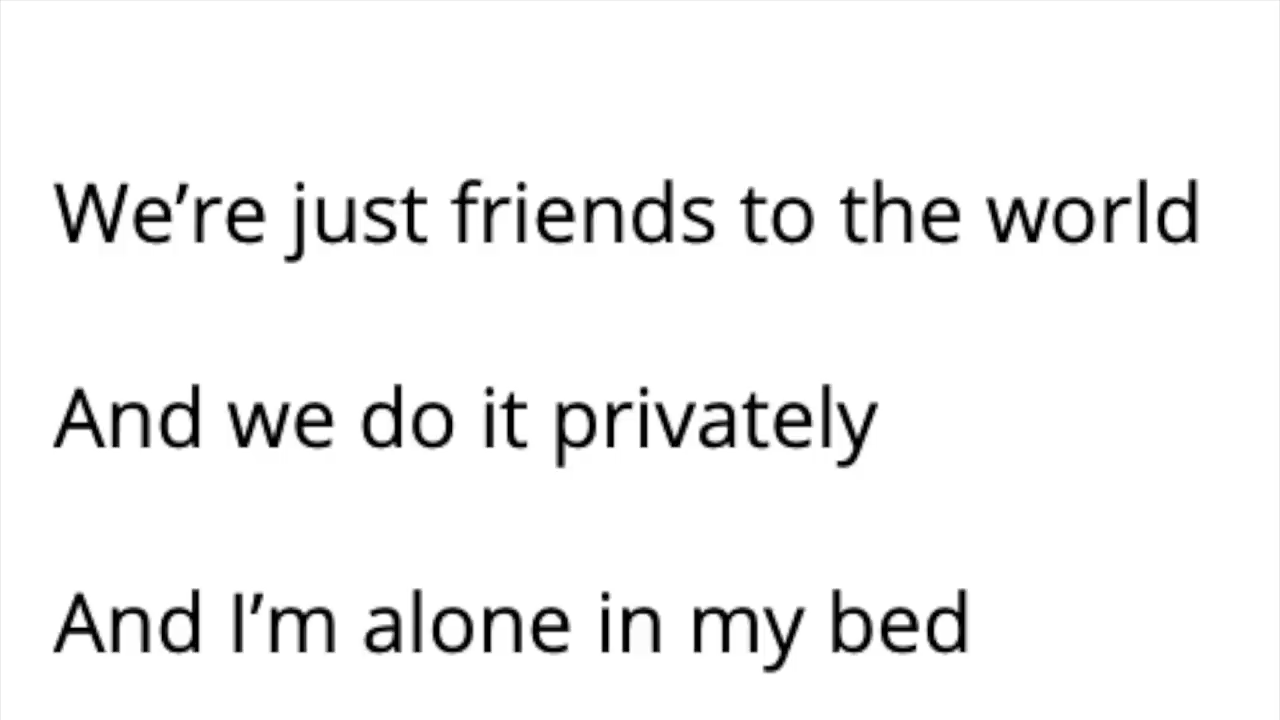 We’re just friends to the world
And we do it privately
And I’m alone in my bed